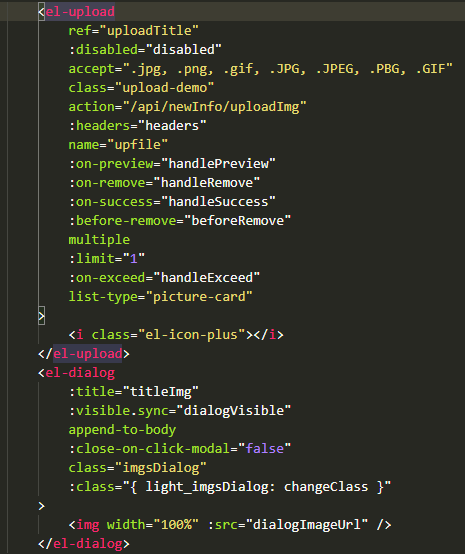 <el-upload
ref="uploadTitle"
:disabled="disabled"
accept=".jpg, .png, .gif, .JPG, .JPEG, .PBG, .GIF"
class="upload-demo"
action="/api/newInfo/uploadImg"
:headers="headers"
name="upfile"
:on-preview="handlePreview"
:on-remove="handleRemove"
:on-success="handleSuccess"
:before-remove="beforeRemove"
multiple
:limit="1"
:on-exceed="handleExceed"
list-type="picture-card"
>
<i class="el-icon-plus"></i>
</el-upload>
<el-dialog
:title="titleImg"
:visible.sync="dialogVisible"
append-to-body
:close-on-click-modal="false"
class="imgsDialog"
:class="{ light_imgsDialog: changeClass }"
>
<img width="100%" :src="dialogImageUrl" />
</el-dialog>